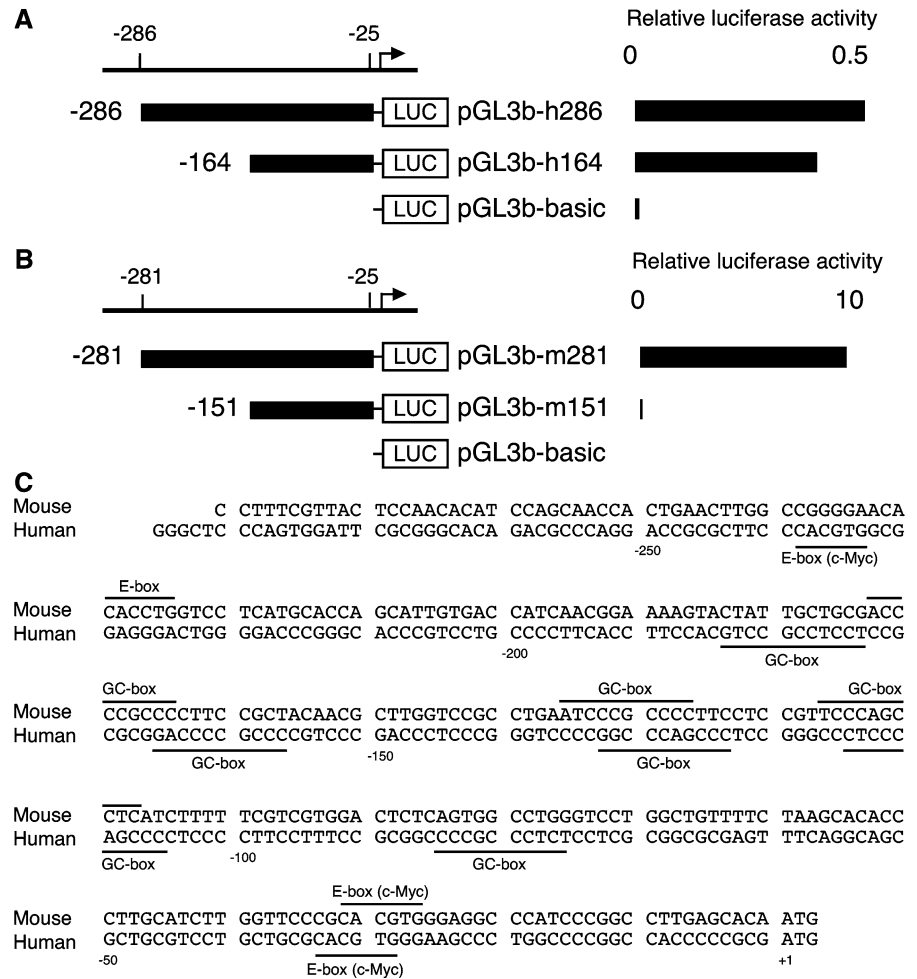 A
Relative luciferase activity
-286 -25
0 0.5
-286 LUC pGL3b-h286
-164 LUC pGL3b-h164
LUC pGL3b-basic
B
Relative luciferase activity
-281 -25
0 10
-281 LUC pGL3b-m281
-151 LUC pGL3b-m151
LUC pGL3b-basic
C
Mouse C CTTTCGTTAC TCCAACACAT CCAGCAACCA CTGAACTTGG CCGGGGAACA
Human GGGCTC CCAGTGGATT CGCGGGCACA GACGCCCAGG ACCGCGCTTC CCACGTGGCG
-250
E-box (c-Myc)
E-box
Mouse CACCTGGTCC TCATGCACCA GCATTGTGAC CATCAACGGA AAAGTACTAT TGCTGCGACC
Human GAGGGACTGG GGACCCGGGC ACCCGTCCTG CCCCTTCACC TTCCACGTCC GCCTCCTCCG
-200
GC-box
GC-box GC-box GC-box
Mouse CCGCCCCTTC CGCTACAACG CTTGGTCCGC CTGAATCCCG CCCCTTCCTC CGTTCCCAGC
Human CGCGGACCCC GCCCCGTCCC GACCCTCCCG GGTCCCCGGC CCAGCCCTCC GGGCCCTCCC
-150
GC-box GC-box
Mouse CTCATCTTTT TCGTCGTGGA CTCTCAGTGG CCTGGGTCCT GGCTGTTTTC TAAGCACACC
Human AGCCCCTCCC CTTCCTTTCC GCGGCCCCGC CCTCTCCTCG CGGCGCGAGT TTCAGGCAGC
-100
GC-box GC-box
E-box (c-Myc)
Mouse CTTGCATCTT GGTTCCCGCA CGTGGGAGGC CCATCCCGGC CTTGAGCACA ATG
Human GCTGCGTCCT GCTGCGCACG TGGGAAGCCC TGGCCCCGGC CACCCCCGCG ATG
-50 +1
E-box (c-Myc)